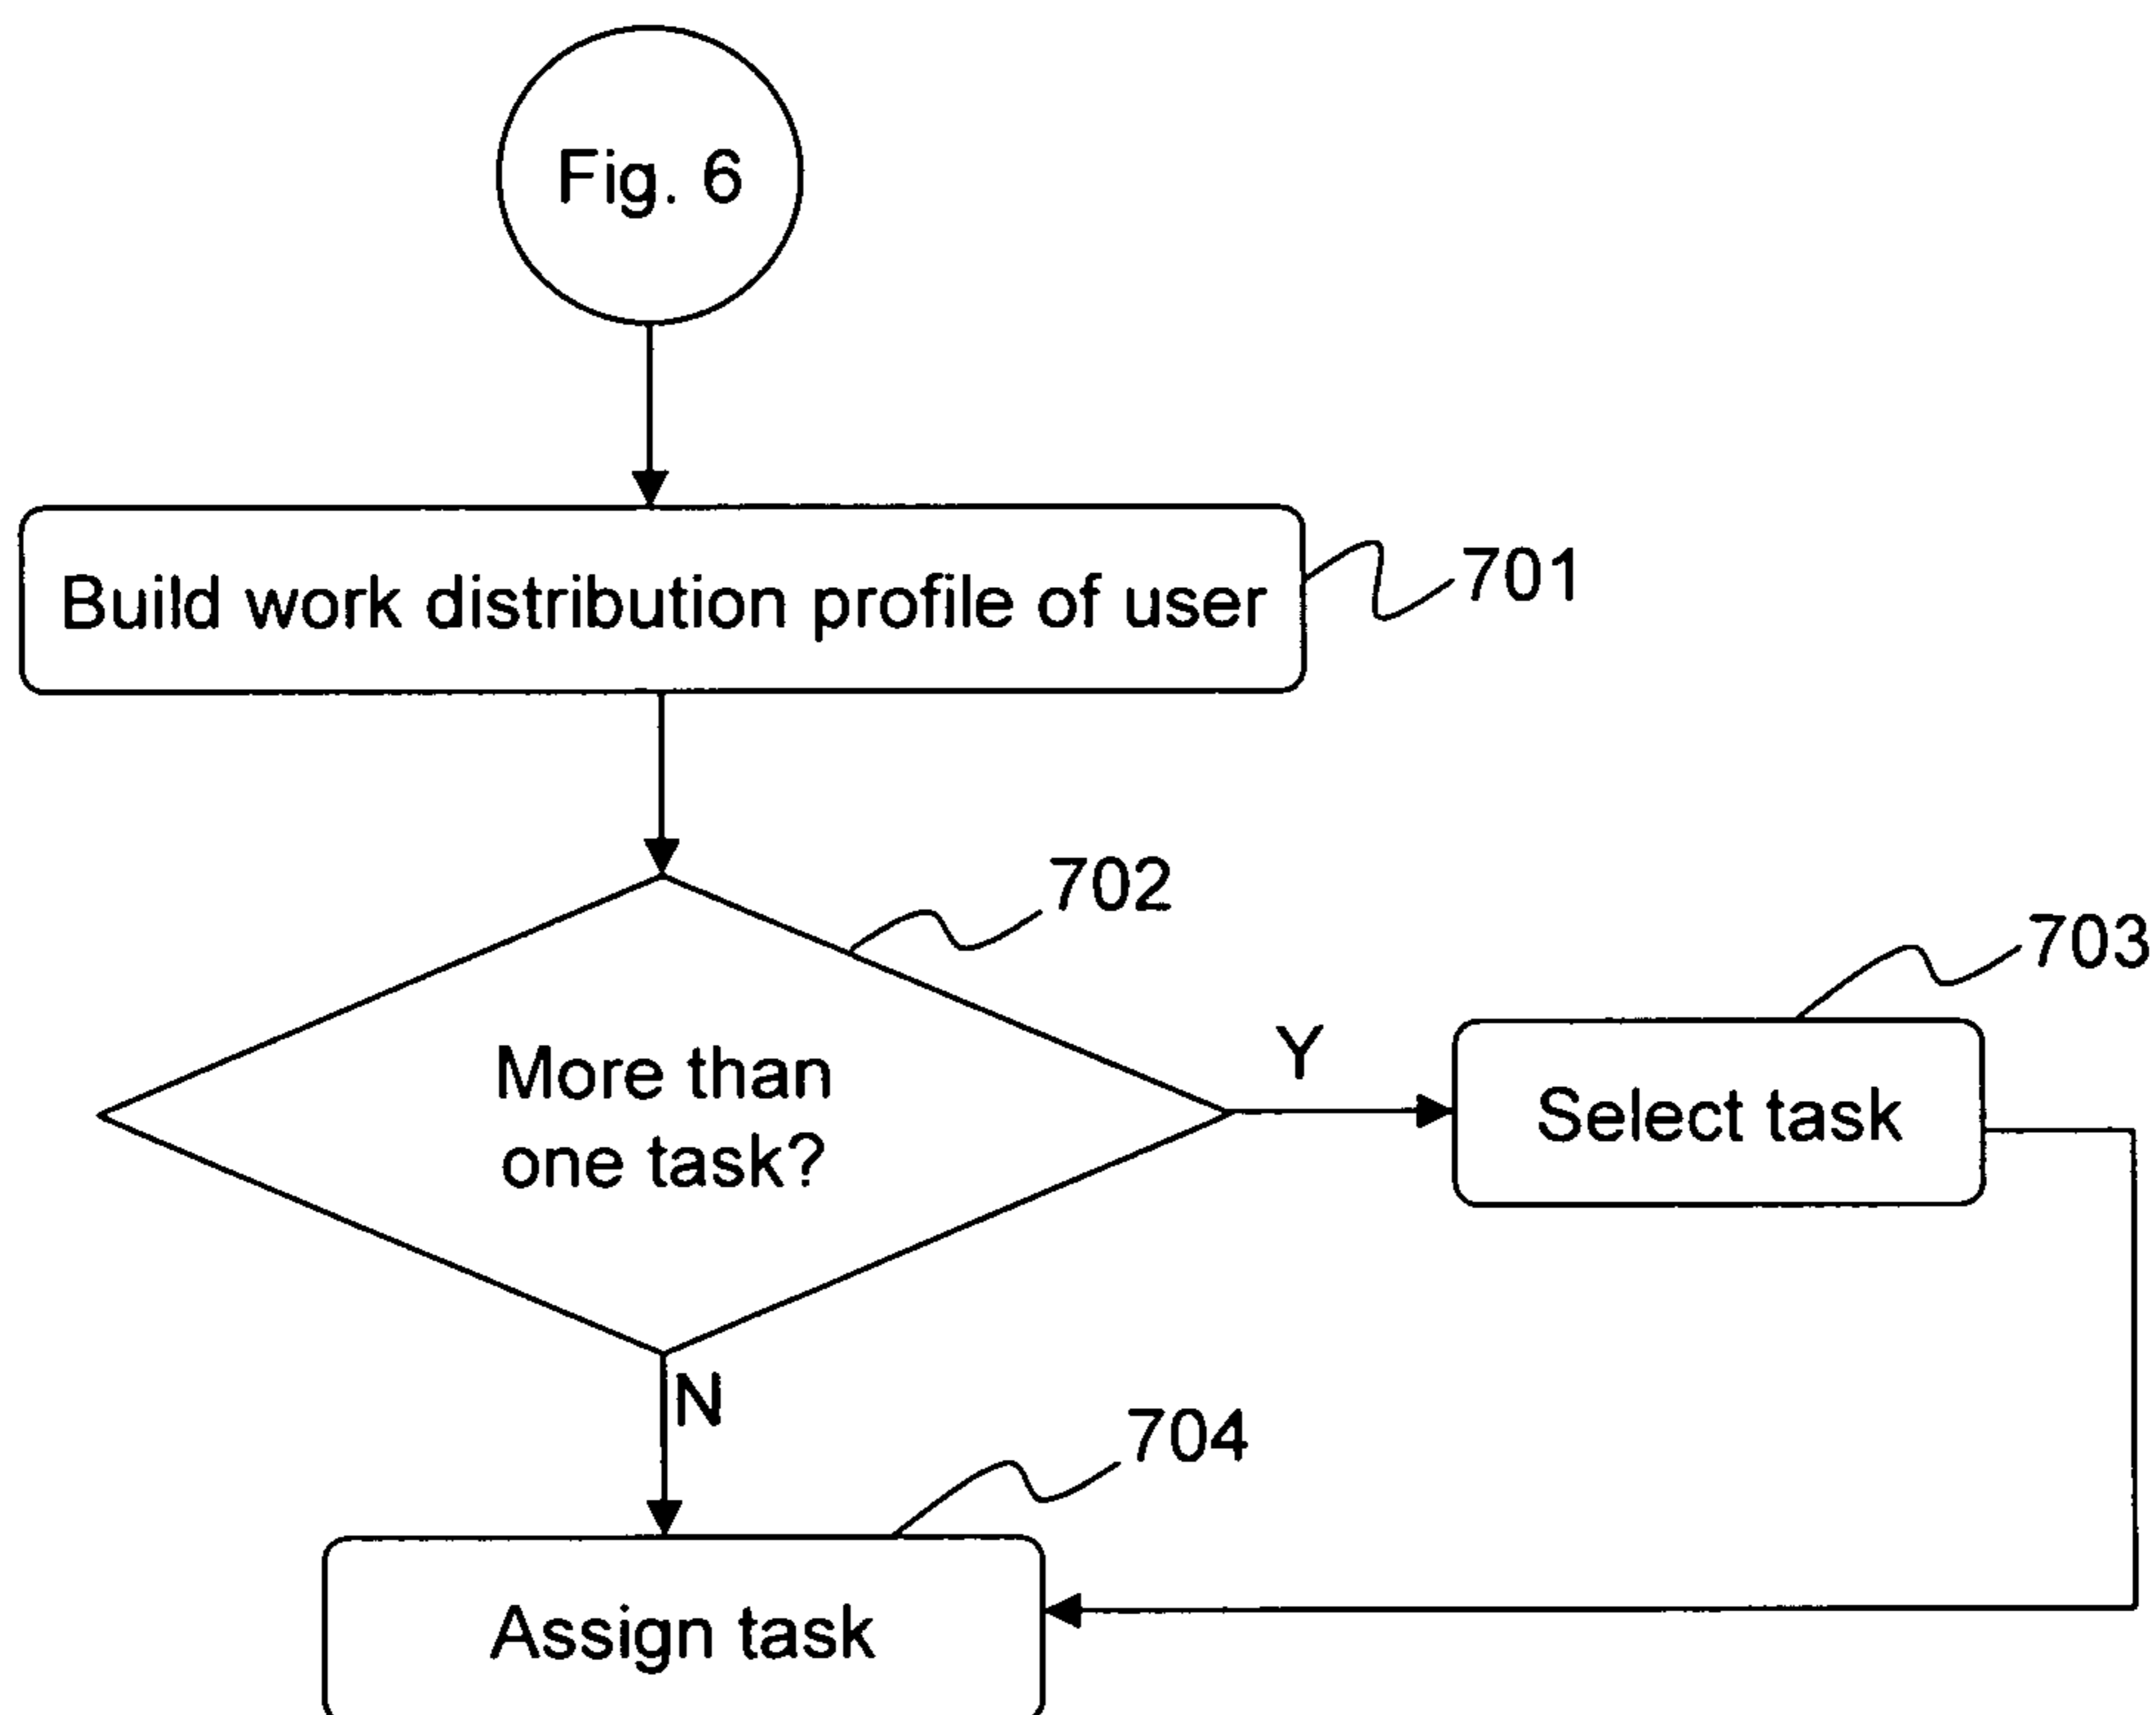 Fig. 6
Build work distribution profile of user
701
702
703
More than
one task?
Y
Select task
N
704
Assign task